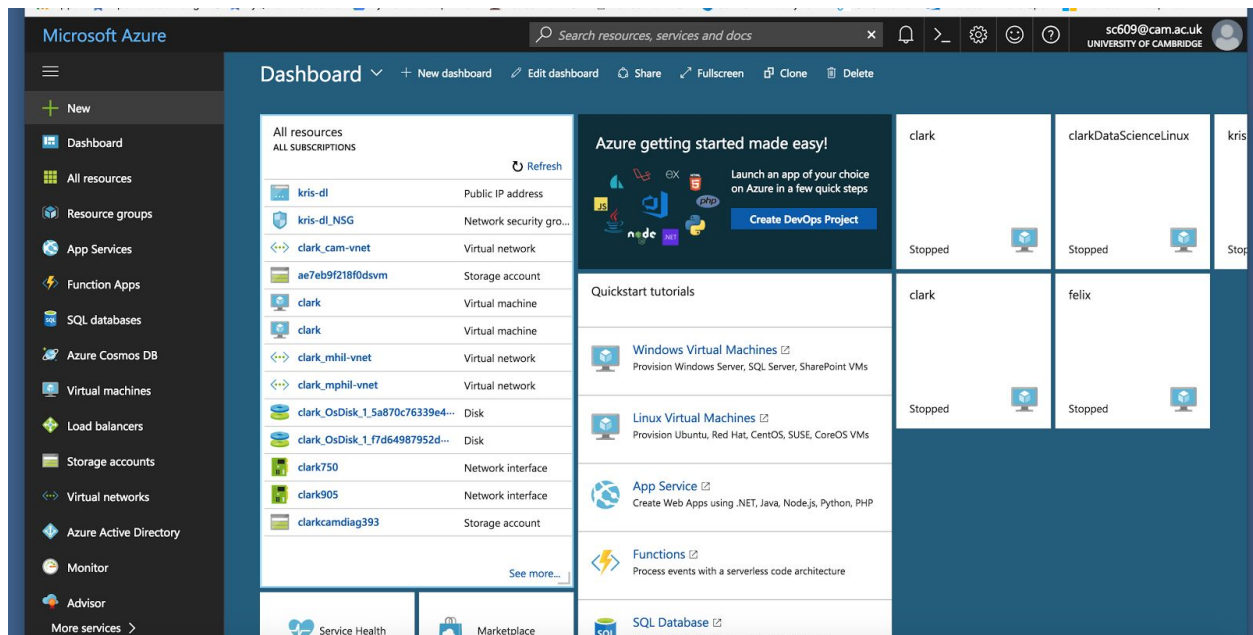 Microsoft Azure
Search resources, services and docs
sc609@cam.ac.uk
UNIVERSITY OF CAMBRIDGE
New
Dashboard
All resources
Resource groups
App Services
Function Apps
SQL databases
Azure Cosmos DB
Virtual machines
Load balancers
Storage accounts
Virtual networks
Azure Active Directory
Monitor
Advisor
More services
Dashboard
New dashboard
Edit dashboard
Share
Fullscreen
Clone
Delete
All resources
ALL SUBSCRIPTIONS
Refresh
kris-dl Public IP address
kris-dl_NSG Network security gro...
clark_cam-vnet Virtual network
ae7eb9f218f0dsvm Storage account
clark Virtual machine
clark Virtual machine
clark_mhil-vnet Virtual network
clark_mphil-vnet Virtual network
clark_OsDisk_1_5a870c76339e4... Disk
clark_OsDisk_1_f7d64987952d... Disk
clark750 Network interface
clark905 Network interface
clarkcamdiag393 Storage account
See more...
Service Health
Marketplace
Azure getting started made easy!
Launch an app of your choice
on Azure in a few quick steps
Create DevOps Project
EX
JS
php
node
.NET
Quickstart tutorials
Windows Virtual Machines
Provision Windows Server, SQL Server, SharePoint VMs
Linux Virtual Machines
Provision Ubuntu, Red Hat, CentOS, SUSE, CoreOS VMs
App Service
Create Web Apps using .NET, Java, Node.js, Python, PHP
Functions
Process events with a serverless code architecture
SQL Database
SQL
clark
Stopped
clarkDataScienceLinux
Stopped
kris
Stop
clark
Stopped
felix
Stopped